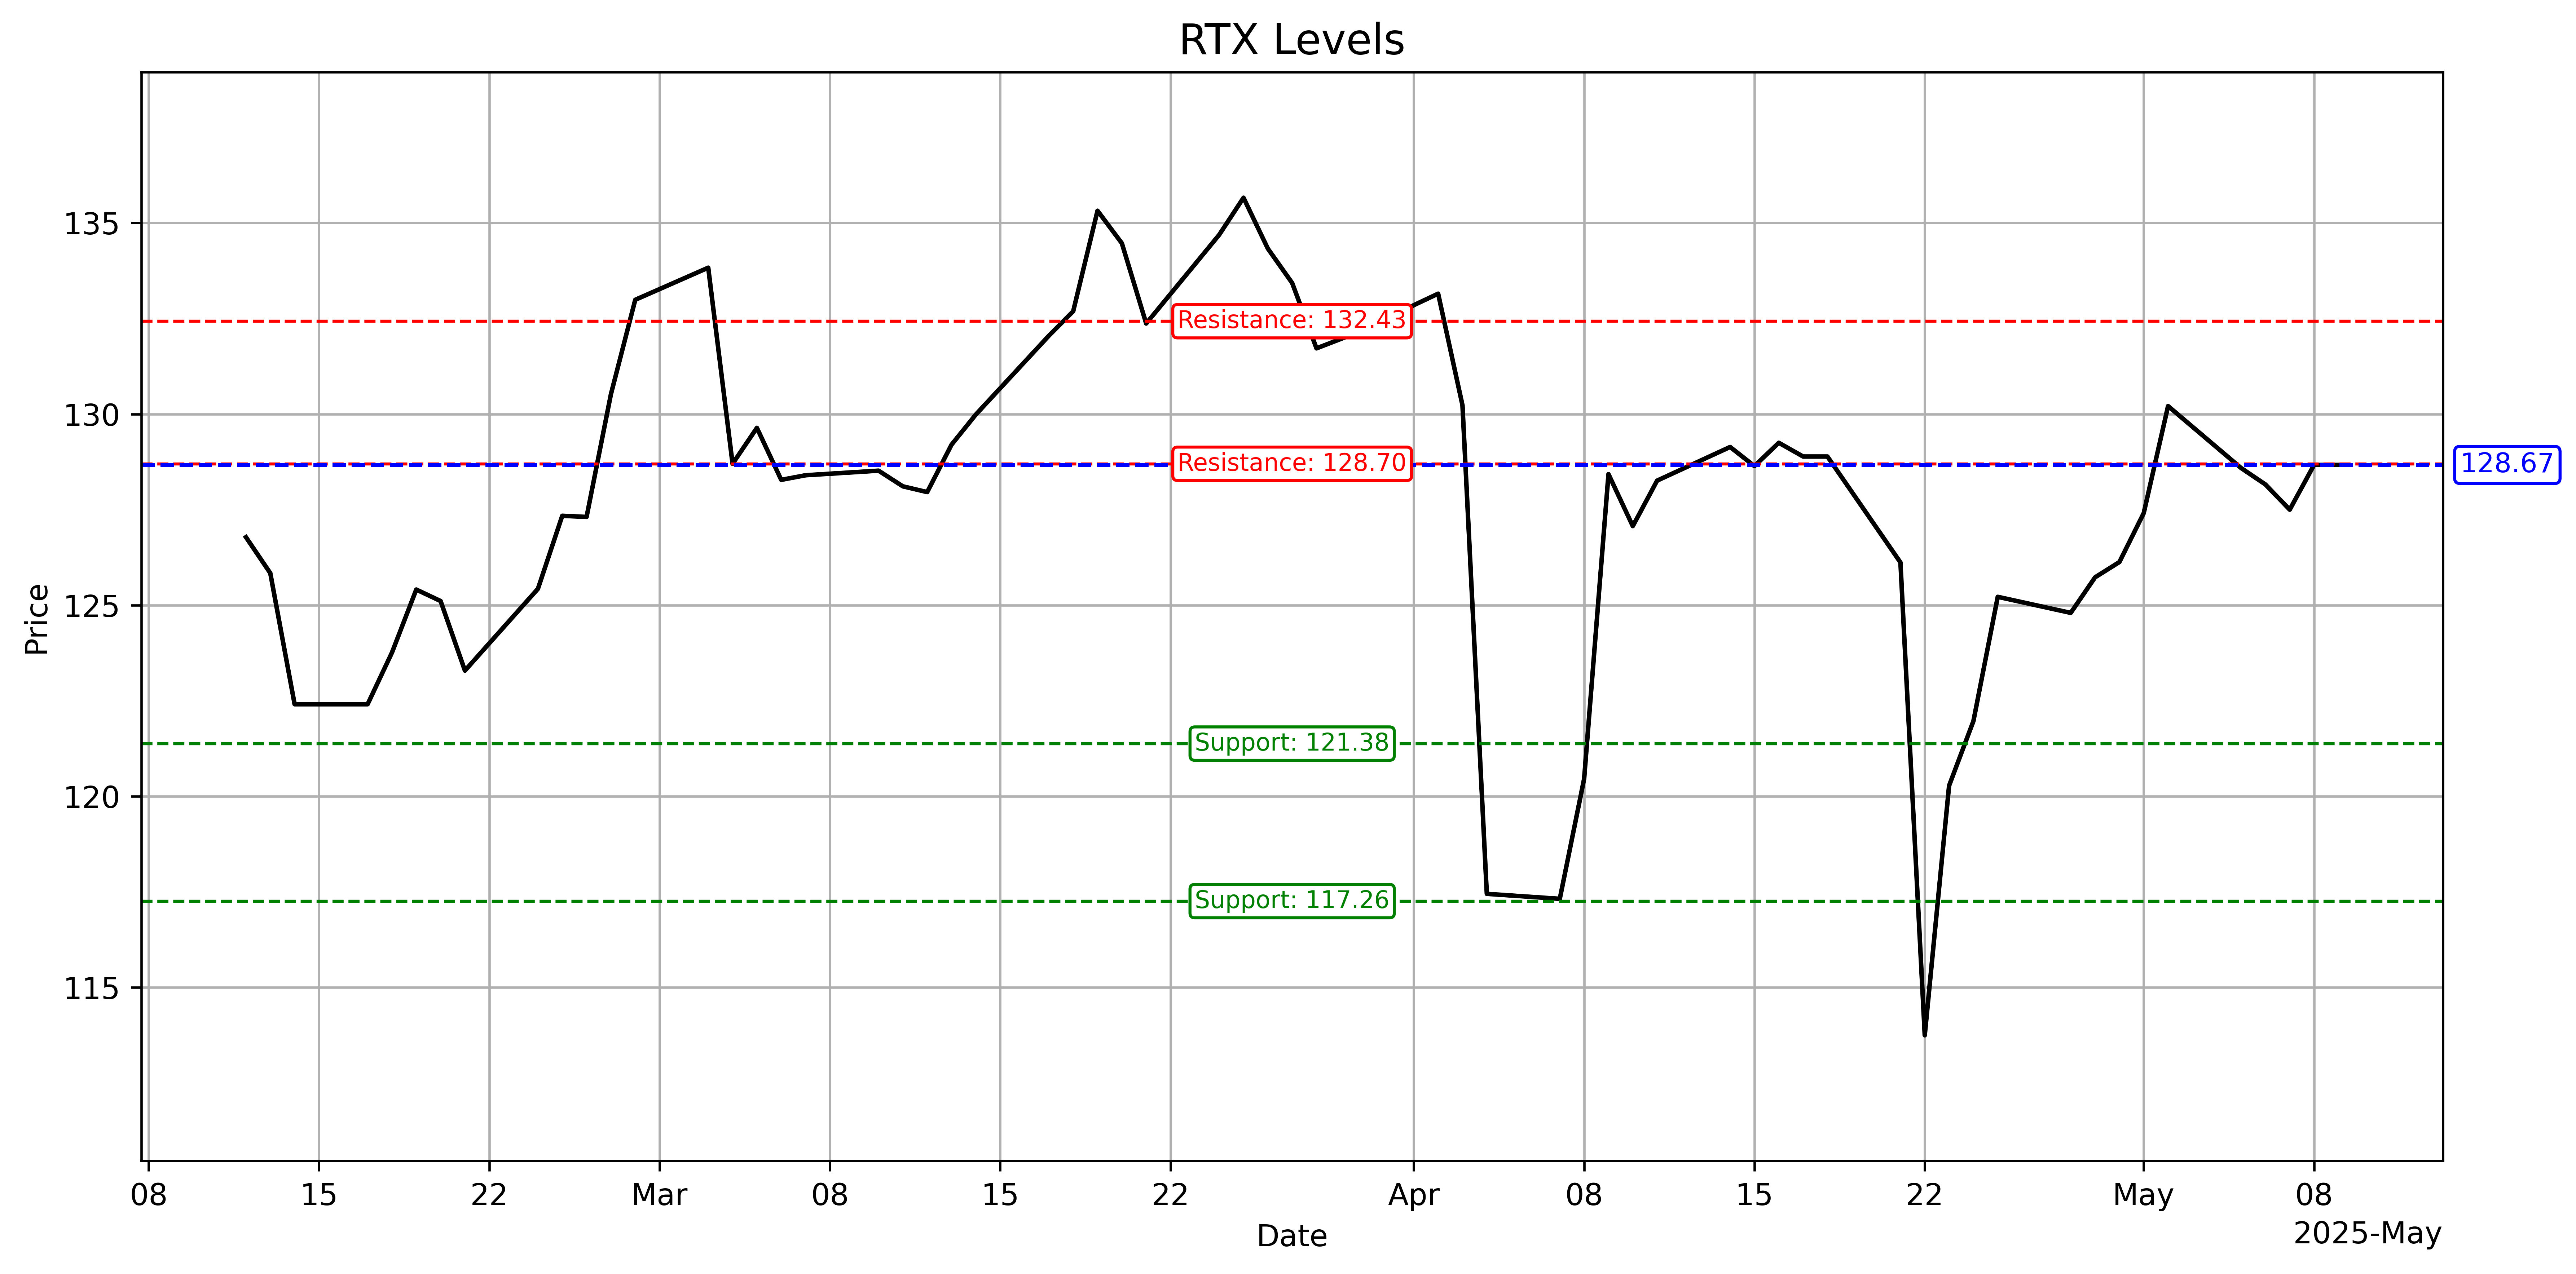 RTX Levels
135
130
125
120
115
Price
Resistance: 132.43
Resistance: 128.70
128.67
Support: 121.38
Support: 117.26
08 15 22 Mar 08 15 22 Apr 08 15 22 May 08
Date
2025-May